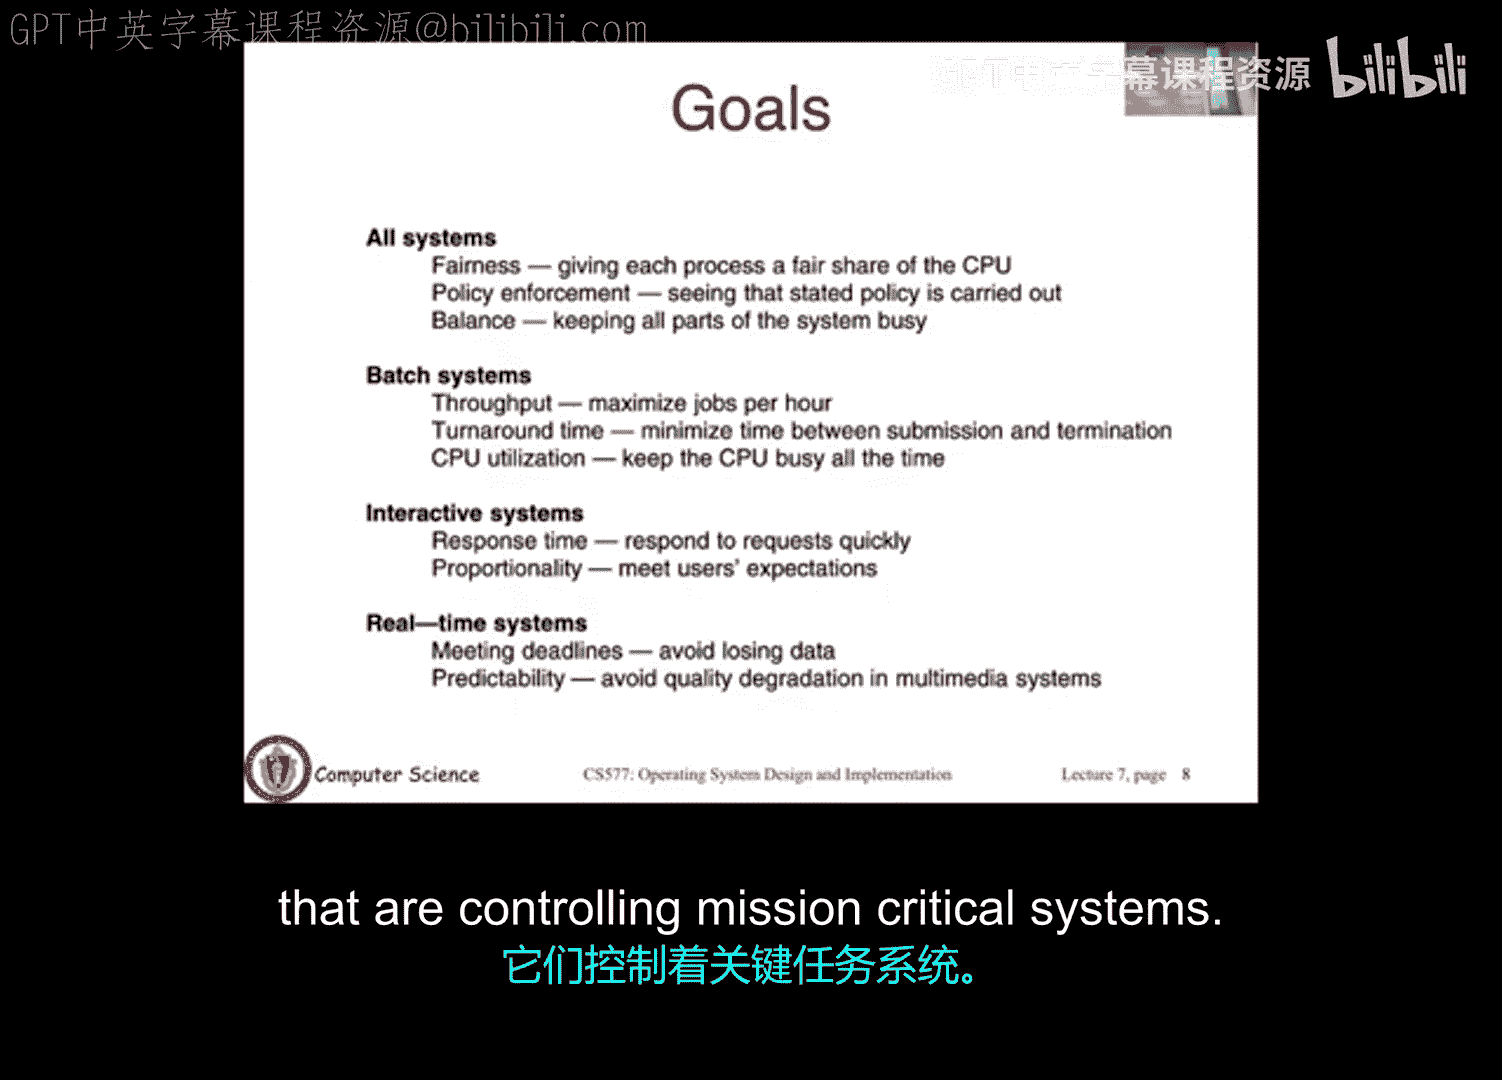 GPT中英字幕课程资源@bilibili.com
课程资源 bilibili
Goals
All systems
Fairness — giving each process a fair share of the CPU
Policy enforcement — seeing that stated policy is carried out
Balance — keeping all parts of the system busy
Batch systems
Throughput — maximize jobs per hour
Turnaround time — minimize time between submission and termination
CPU utilization — keep the CPU busy all the time
Interactive systems
Response time — respond to requests quickly
Proportionality — meet users' expectations
Real—time systems
Meeting deadlines — avoid losing data
Predictability — avoid quality degradation in multimedia systems
Computer Science CS577: Operating System Design and Implementation Lecture 7, page 8
that are controlling mission critical systems.
它们控制着关键任务系统。